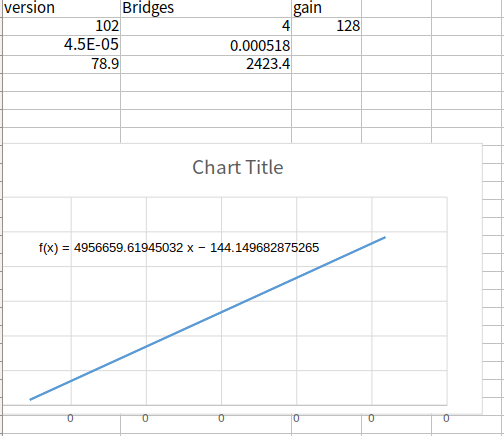 version Bridges gain
102 4 128
4.5E-05 0.000518
78.9 2423.4
Chart Title
f(x) = 4956659.61945032 x − 144.149682875265
0 0 0 0 0 0